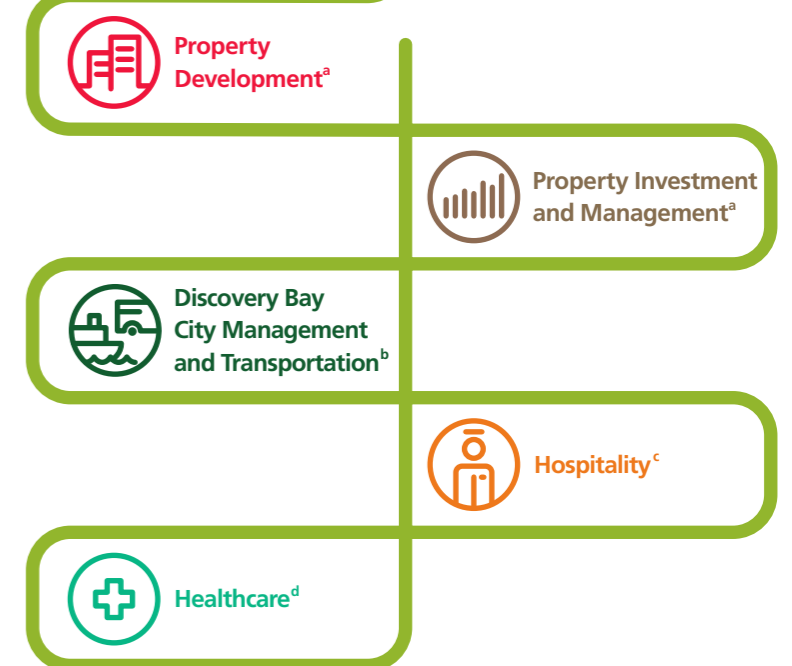 Property
Developmentᵃ
Property Investment
and Managementᵃ
Discovery Bay
City Management
and Transportationᵇ
Hospitalityᶜ
Healthcareᵈ